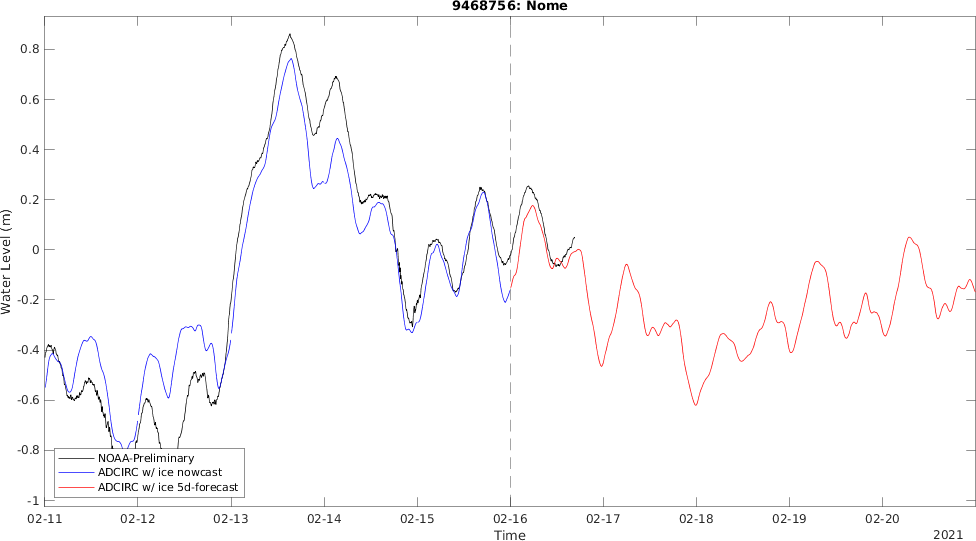 9468756: Nome
Water Level (m)
0.8
0.6
0.4
0.2
0
-0.2
-0.4
-0.6
-0.8
-1
NOAA-Preliminary
ADCIRC w/ ice nowcast
ADCIRC w/ ice 5d-forecast
02-11 02-12 02-13 02-14 02-15 02-16 02-17 02-18 02-19 02-20
Time
2021